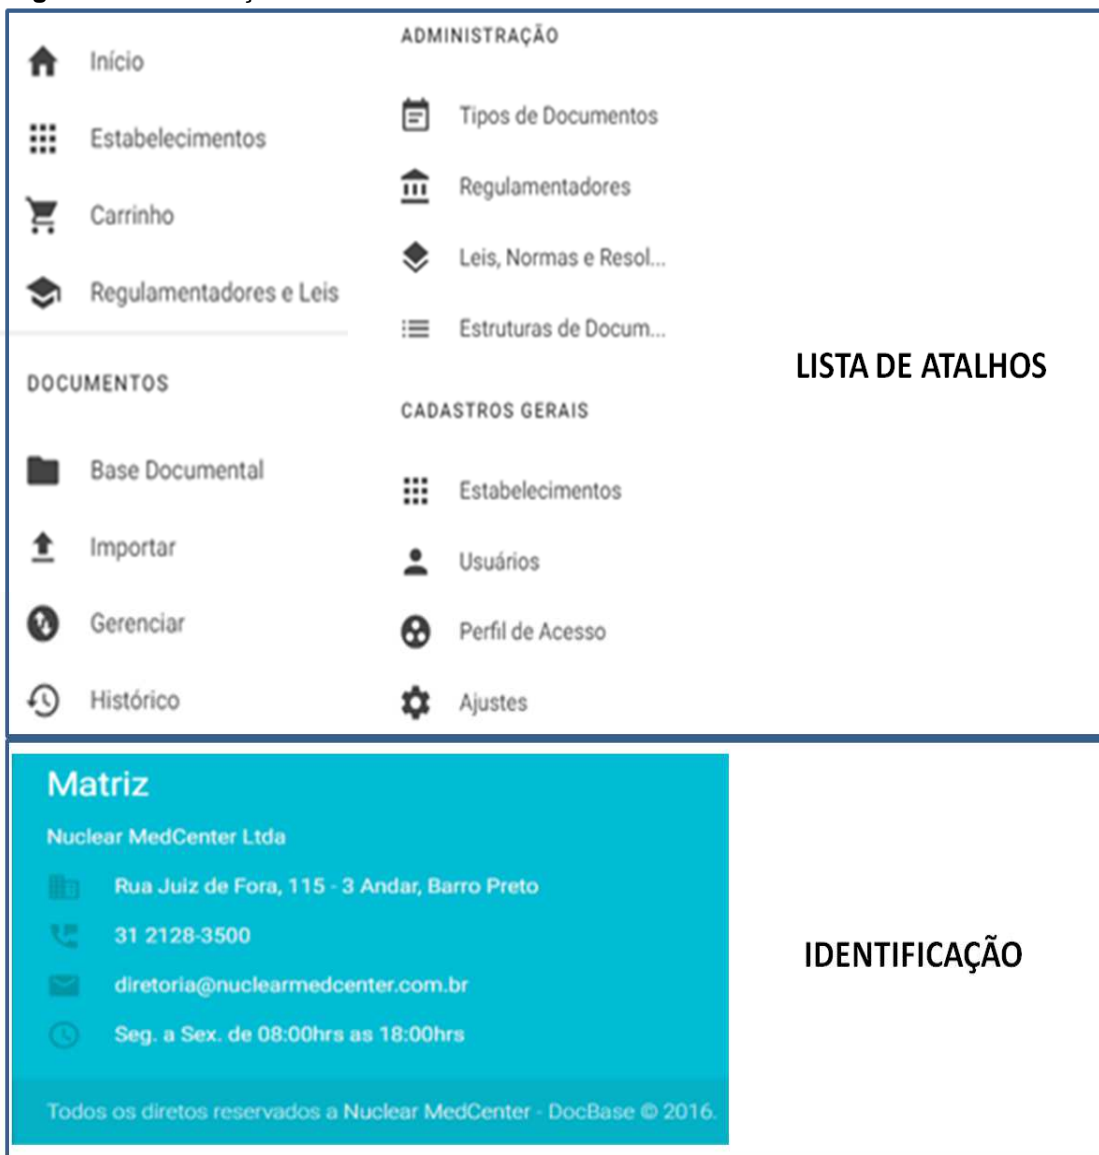 Início
Estabelecimentos
Carrinho
Regulamentadores e Leis
DOCUMENTOS
Base Documental
Importar
Gerenciar
Histórico
ADMINISTRAÇÃO
Tipos de Documentos
Regulamentadores
Leis, Normas e Resol...
Estruturas de Docum...
CADASTROS GERAIS
Estabelecimentos
Usuários
Perfil de Acesso
Ajustes
LISTA DE ATALHOS
Matriz
Nuclear MedCenter Ltda
Rua Juiz de Fora, 115 - 3 Andar, Barro Preto
31 2128-3500
diretoria@nuclearmedcenter.com.br
Seg. a Sex. de 08:00hrs as 18:00hrs
Todos os diretos reservados a Nuclear MedCenter - DocBase © 2016.
IDENTIFICAÇÃO